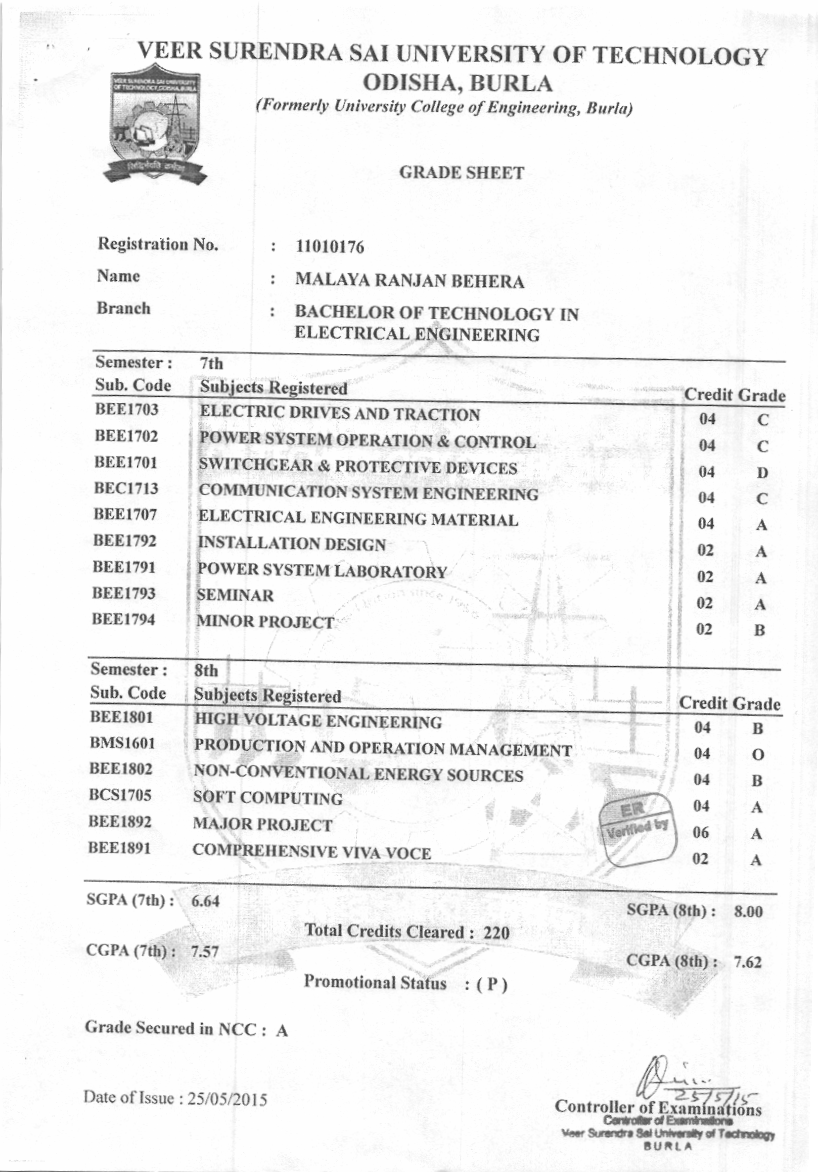 VEER SURENDRA SAI UNIVERSITY OF TECHNOLOGY
ODISHA, BURLA
(Formerly University College of Engineering, Burla)
VEER SURENDRA SAI UNIVERSITY
OF TECHNOLOGY, ODISHA, BURLA
GRADE SHEET
Registration No. : 11010176
Name : MALAYA RANJAN BEHERA
Branch : BACHELOR OF TECHNOLOGY IN
ELECTRICAL ENGINEERING
Semester : 7th
Sub. Code Subjects Registered Credit Grade
BEE1703 ELECTRIC DRIVES AND TRACTION 04 C
BEE1702 POWER SYSTEM OPERATION & CONTROL 04 C
BEE1701 SWITCHGEAR & PROTECTIVE DEVICES 04 D
BEC1713 COMMUNICATION SYSTEM ENGINEERING 04 C
BEE1707 ELECTRICAL ENGINEERING MATERIAL 04 A
BEE1792 INSTALLATION DESIGN 02 A
BEE1791 POWER SYSTEM LABORATORY 02 A
BEE1793 SEMINAR 02 A
BEE1794 MINOR PROJECT 02 B
Semester : 8th
Sub. Code Subjects Registered Credit Grade
BEE1801 HIGH VOLTAGE ENGINEERING 04 B
BMS1601 PRODUCTION AND OPERATION MANAGEMENT 04 O
BEE1802 NON-CONVENTIONAL ENERGY SOURCES 04 B
BCS1705 SOFT COMPUTING 04 A
BEE1892 MAJOR PROJECT 06 A
BEE1891 COMPREHENSIVE VIVA VOCE 02 A
ER
Verified by
SGPA (7th) : 6.64 SGPA (8th) : 8.00
Total Credits Cleared : 220
CGPA (7th) : 7.57 CGPA (8th) : 7.62
Promotional Status : ( P )
Grade Secured in NCC : A
Date of Issue : 25/05/2015
25/5/15
Controller of Examinations
Controller of Examinations
Veer Surendra Sai University of Technology
BURLA